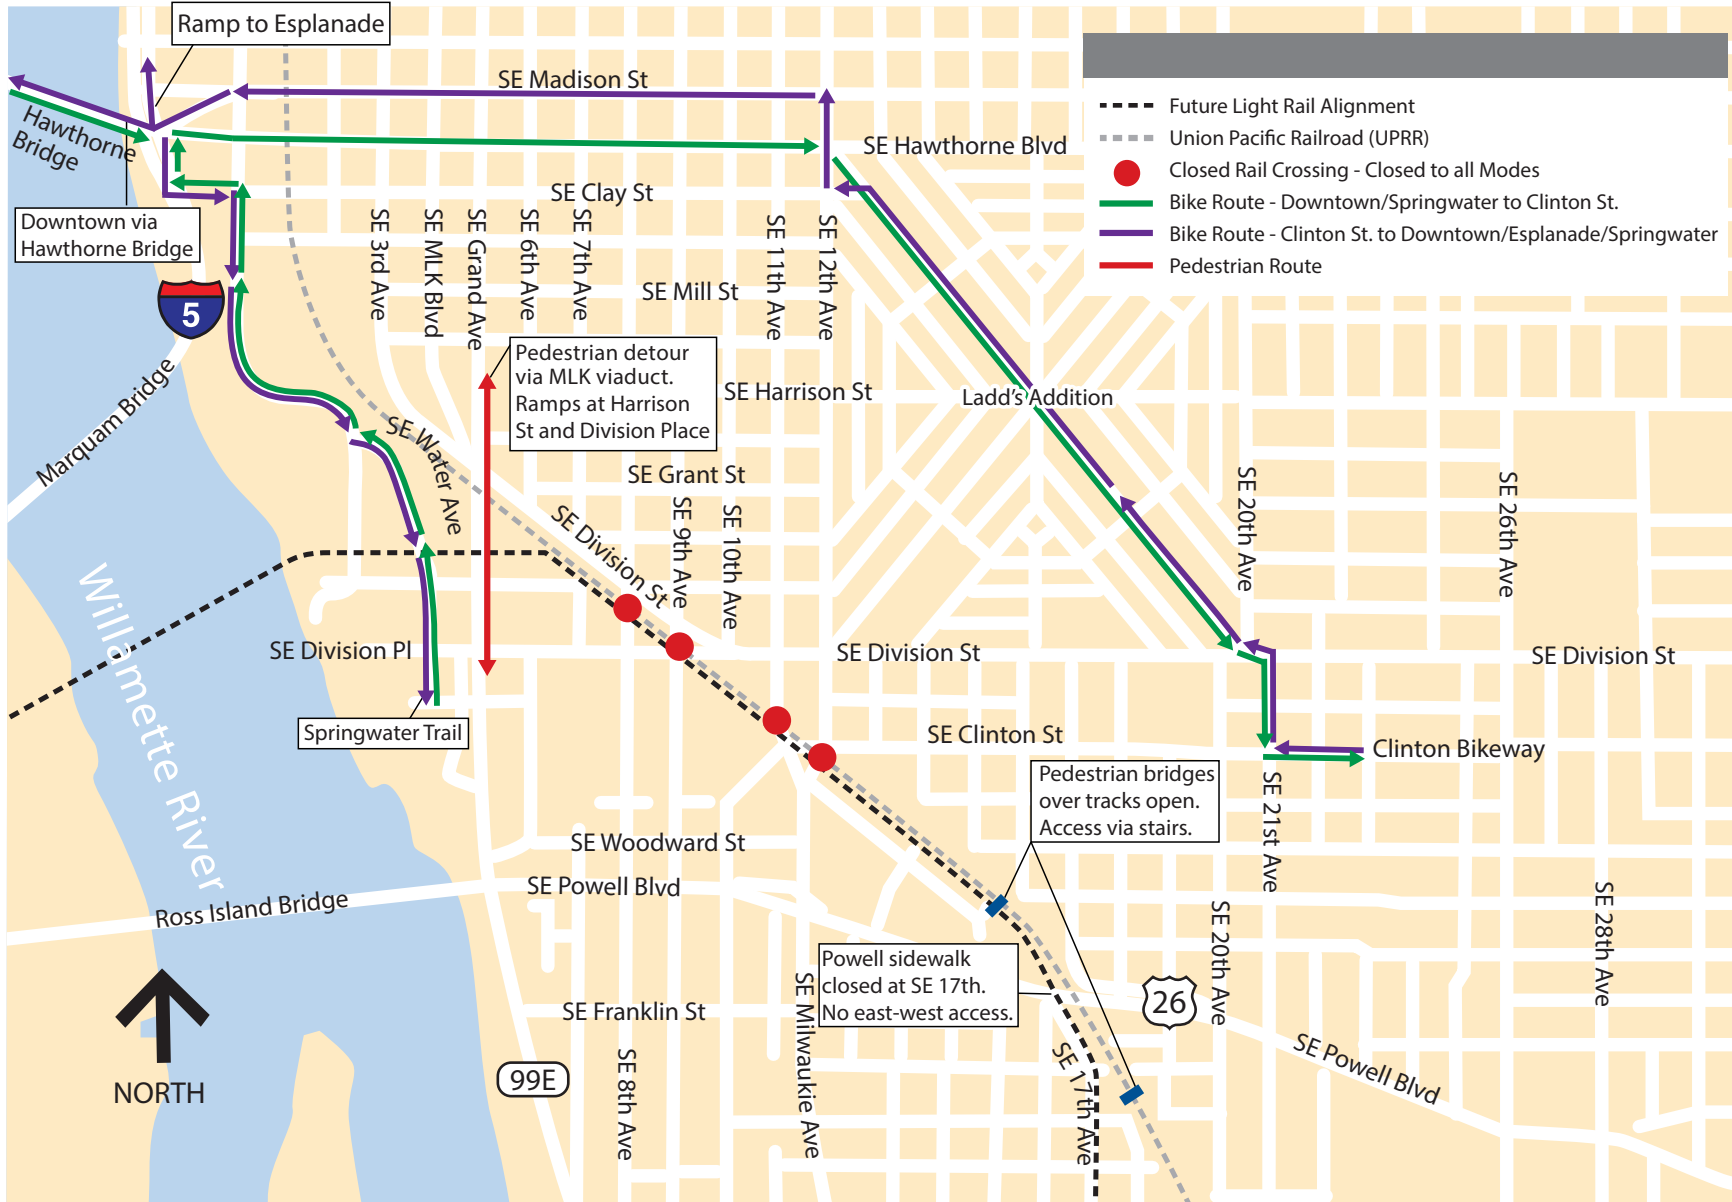 Ramp to Esplanade
SE Madison St
Future Light Rail Alignment
Union Pacific Railroad (UPRR)
Closed Rail Crossing - Closed to all Modes
Bike Route - Downtown/Springwater to Clinton St.
Bike Route - Clinton St. to Downtown/Esplanade/Springwater
Pedestrian Route
Hawthorne
Bridge
SE Hawthorne Blvd
SE Clay St
Downtown via
Hawthorne Bridge
SE 3rd Ave
SE MLK Blvd
SE Grand Ave
SE 6th Ave
SE 7th Ave
SE 11th Ave
SE 12th Ave
SE Mill St
5
Marquam Bridge
Pedestrian detour
via MLK viaduct.
Ramps at Harrison
St and Division Place
SE Harrison St
Ladd's Addition
SE Water Ave
SE Grant St
SE Division St
SE 9th Ave
SE 10th Ave
SE 20th Ave
SE 26th Ave
Willamette River
SE Division Pl
SE Division St
SE Division St
Springwater Trail
SE Clinton St
Clinton Bikeway
Pedestrian bridges
over tracks open.
Access via stairs.
SE 21st Ave
SE Woodward St
SE Powell Blvd
Ross Island Bridge
SE 20th Ave
SE 28th Ave
Powell sidewalk
closed at SE 17th.
No east-west access.
26
SE Franklin St
SE Milwaukie Ave
SE 8th Ave
SE 17th Ave
SE Powell Blvd
99E
NORTH